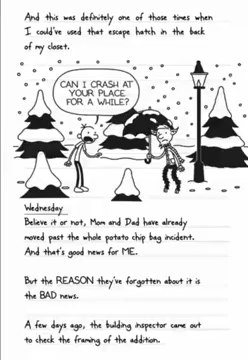 And this was definitely one of those times when
I could've used that escape hatch in the back
of my closet.
CAN I CRASH AT
YOUR PLACE
FOR A WHILE?
Wednesday
Believe it or not, Mom and Dad have already
moved past the whole potato chip bag incident.
And that's good news for ME.
But the REASON they've forgotten about it is
the BAD news.
A few days ago, the building inspector came out
to check the framing of the addition.